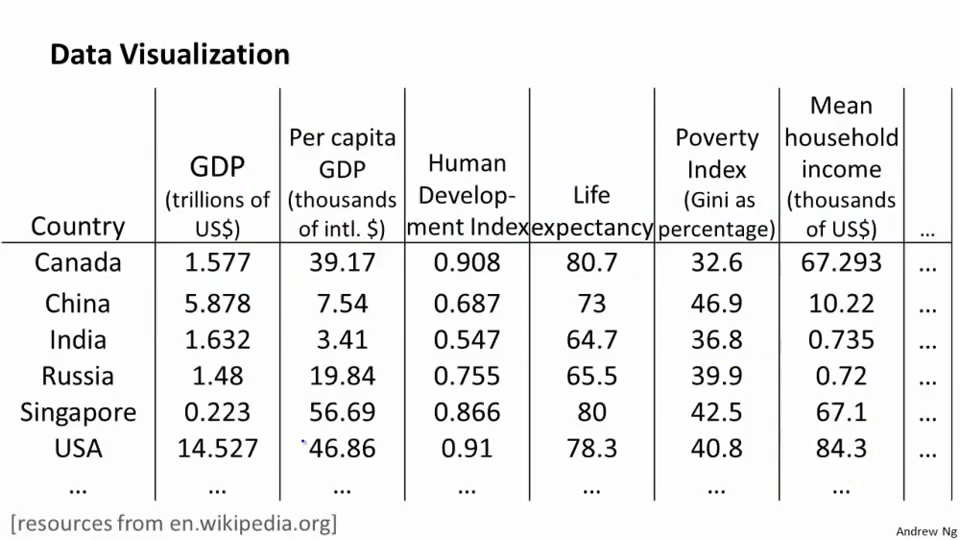 Data Visualization
Country
GDP
(trillions of
US$)
Per capita
GDP
(thousands
of intl. $)
Human
Develop-
ment Index
Life
expectancy
Poverty
Index
(Gini as
percentage)
Mean
household
income
(thousands
of US$)
...
Canada 1.577 39.17 0.908 80.7 32.6 67.293 ...
China 5.878 7.54 0.687 73 46.9 10.22 ...
India 1.632 3.41 0.547 64.7 36.8 0.735 ...
Russia 1.48 19.84 0.755 65.5 39.9 0.72 ...
Singapore 0.223 56.69 0.866 80 42.5 67.1 ...
USA 14.527 46.86 0.91 78.3 40.8 84.3 ...
... ... ... ... ... ... ...
[resources from en.wikipedia.org]
Andrew Ng